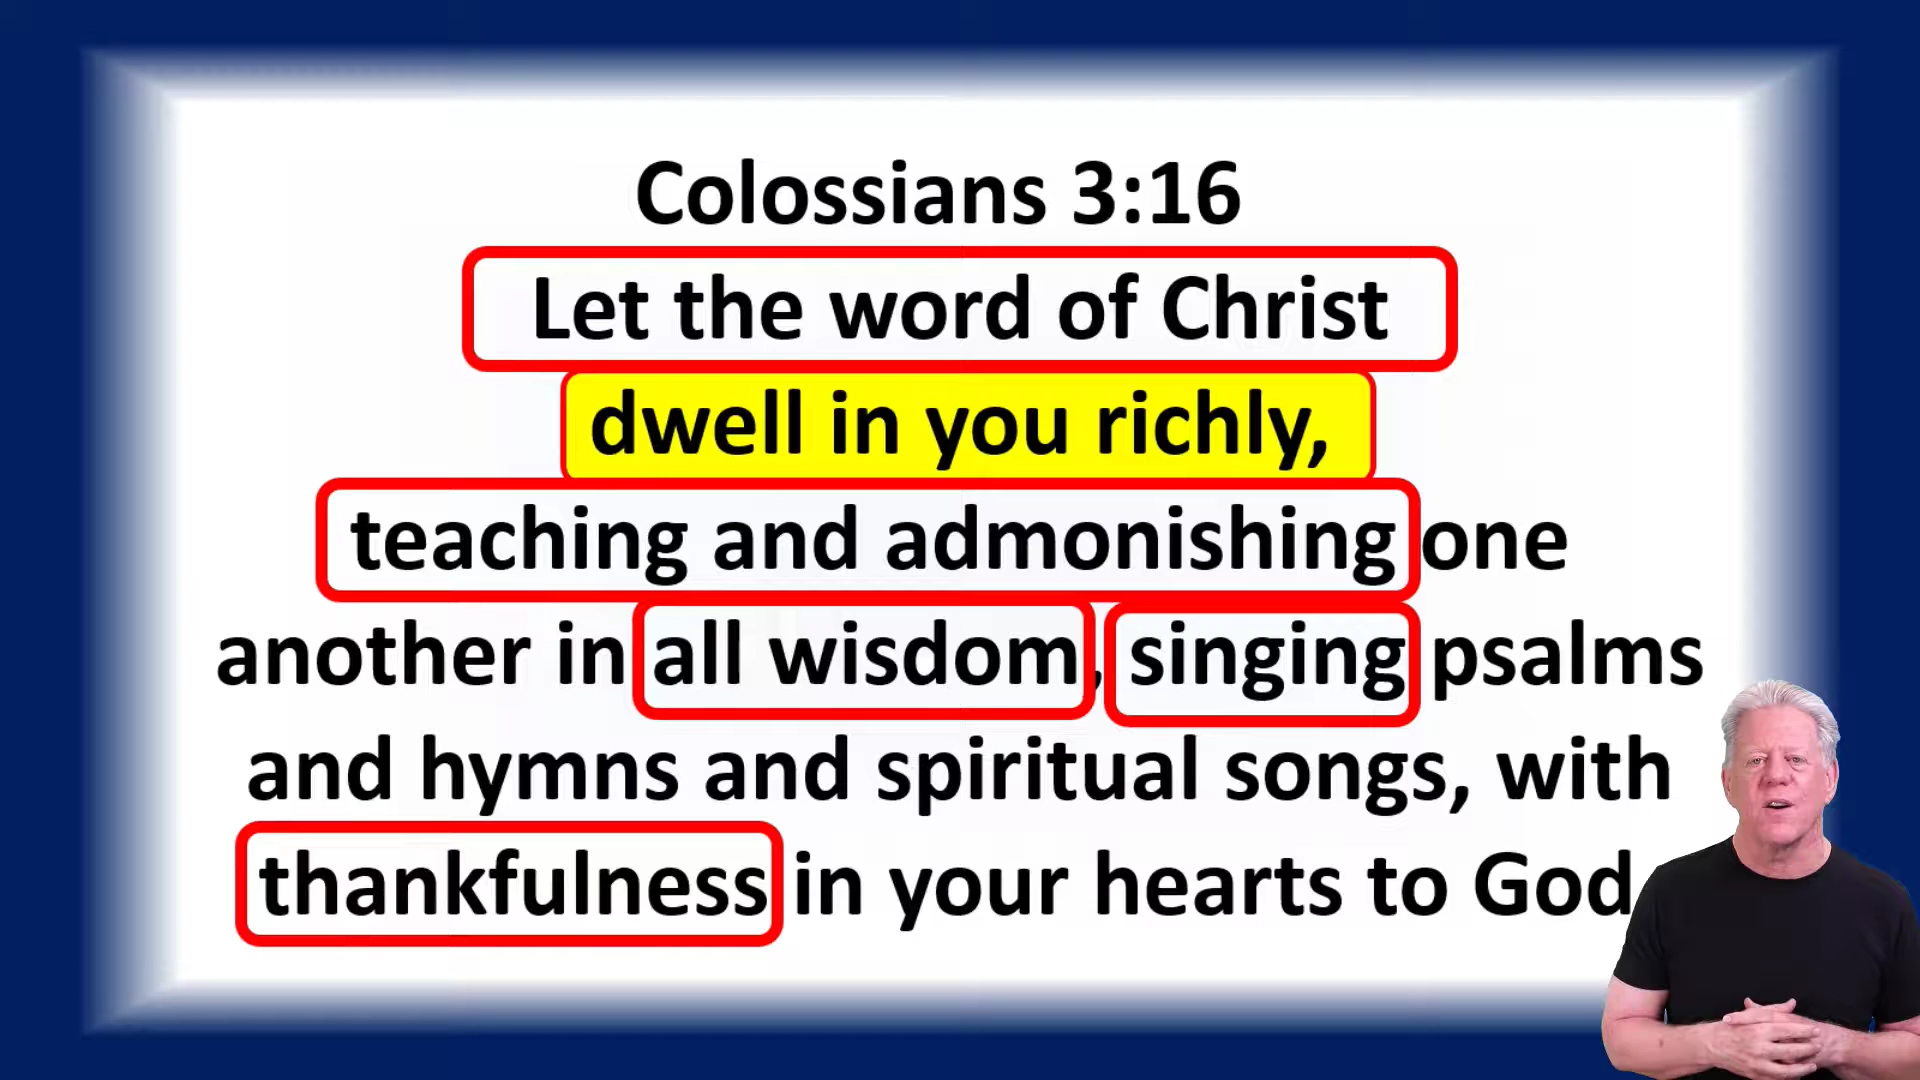 Colossians 3:16
Let the word of Christ
dwell in you richly,
teaching and admonishing one
another in all wisdom, singing psalms
and hymns and spiritual songs, with
thankfulness in your hearts to God